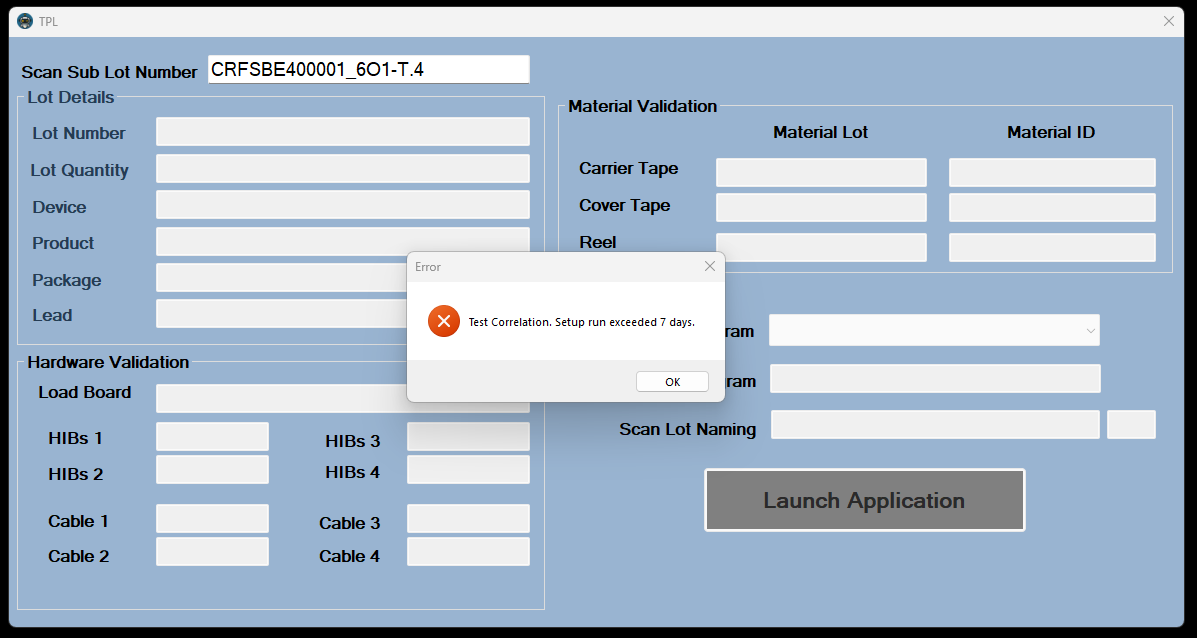 TPL
Scan Sub Lot Number CRFSBE400001_6O1-T.4
Lot Details
Lot Number
Lot Quantity
Device
Product
Package
Lead
Hardware Validation
Load Board
HIBs 1
HIBs 2
HIBs 3
HIBs 4
Cable 1
Cable 2
Cable 3
Cable 4
Material Validation
Material Lot Material ID
Carrier Tape
Cover Tape
Reel
Error
Test Correlation. Setup run exceeded 7 days.
OK
ram
ram
Scan Lot Naming
Launch Application